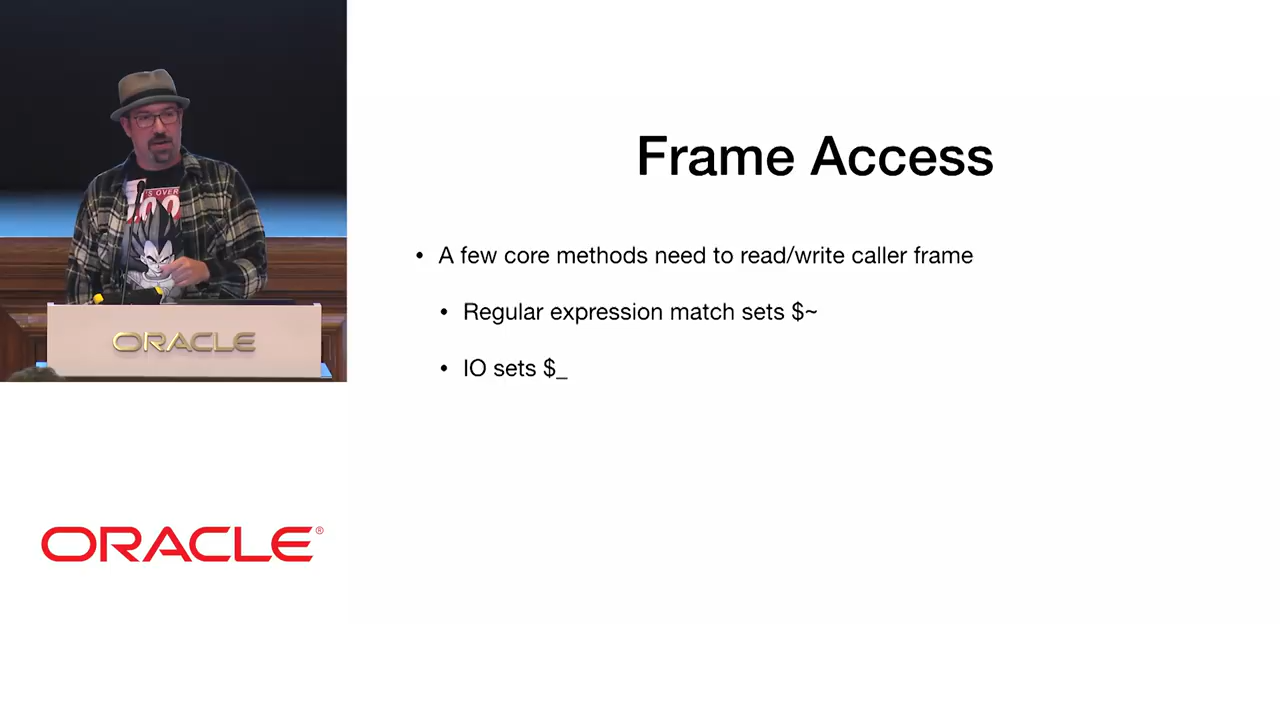 Frame Access
• A few core methods need to read/write caller frame
• Regular expression match sets $~
• IO sets $_
'S OVER
ORACLE
ORACLE®